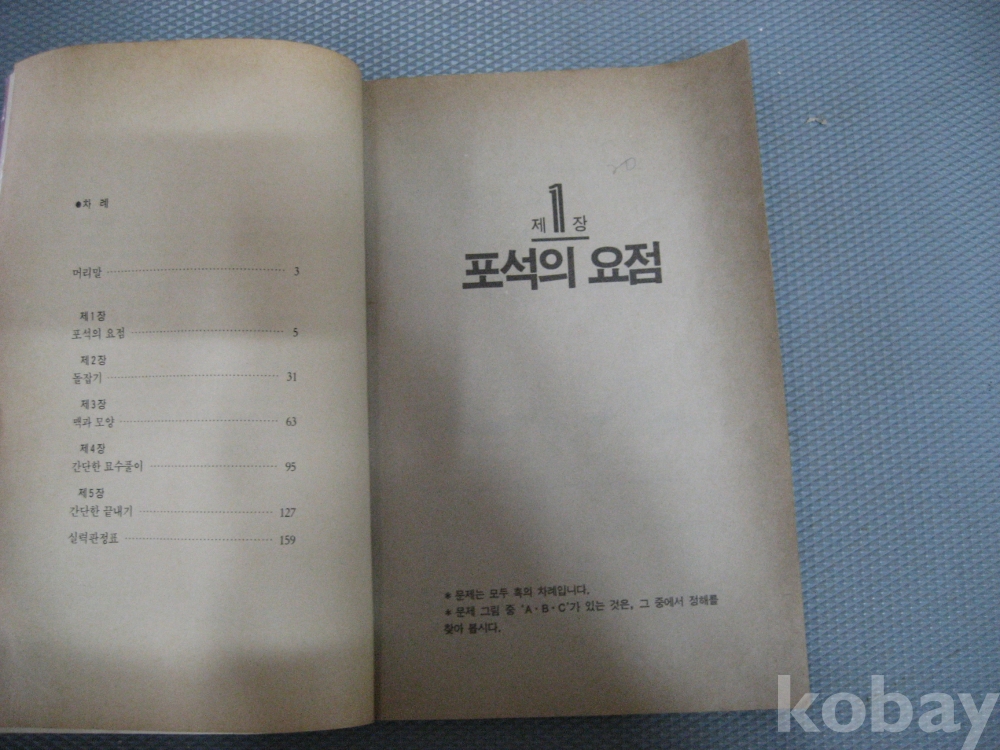 ●차 례
머리말 3
제1장
포석의 요점 5
제2장
돌잡기 31
제3장
맥과 모양 63
제4장
간단한 묘수풀이 95
제5장
간단한 끝내기 127
실력판정표 159
20
제1장
포석의 요점
* 문제는 모두 흑의 차례입니다.
* 문제 그림 중 'A·B·C'가 있는 것은, 그 중에서 정해를
찾아 봅시다.
kobay